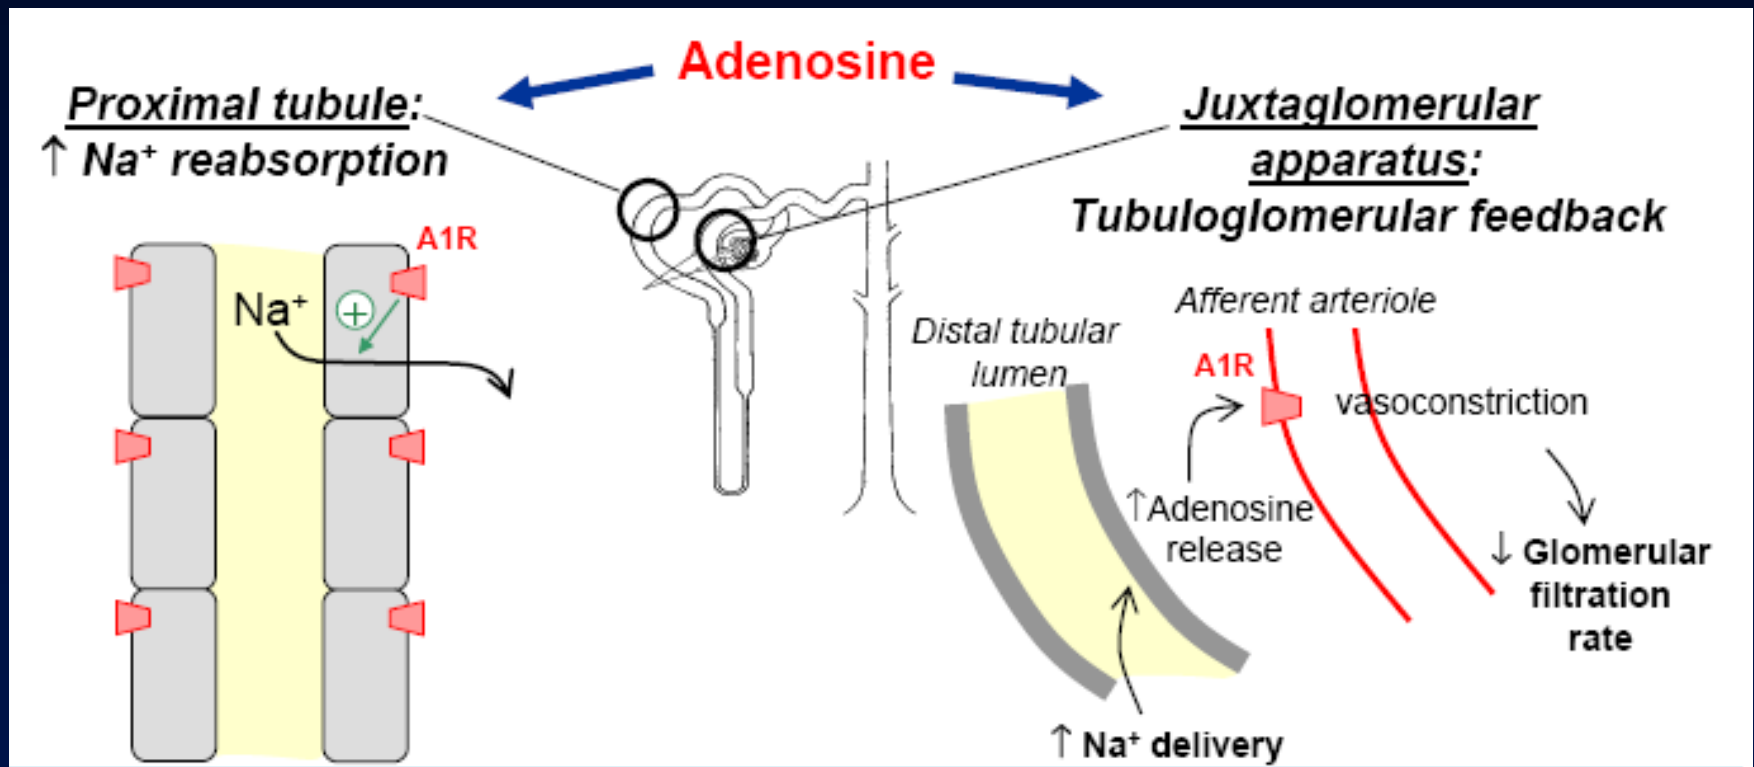 Adenosine
Proximal tubule:
↑ Na⁺ reabsorption
A1R
Na⁺
+
Juxtaglomerular
apparatus:
Tubuloglomerular feedback
Afferent arteriole
Distal tubular
lumen
A1R
vasoconstriction
↑Adenosine
release
↓ Glomerular
filtration
rate
↑ Na⁺ delivery